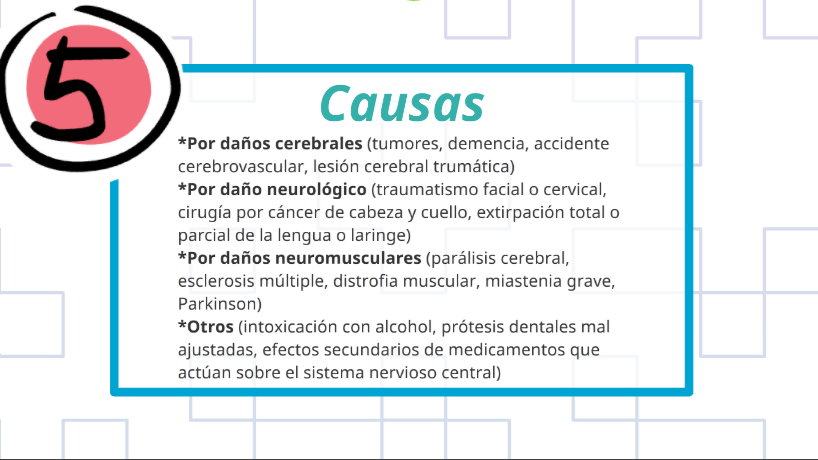 5
Causas
*Por daños cerebrales (tumores, demencia, accidente
cerebrovascular, lesión cerebral trumática)
*Por daño neurológico (traumatismo facial o cervical,
cirugía por cáncer de cabeza y cuello, extirpación total o
parcial de la lengua o laringe)
*Por daños neuromusculares (parálisis cerebral,
esclerosis múltiple, distrofia muscular, miastenia grave,
Parkinson)
*Otros (intoxicación con alcohol, prótesis dentales mal
ajustadas, efectos secundarios de medicamentos que
actúan sobre el sistema nervioso central)